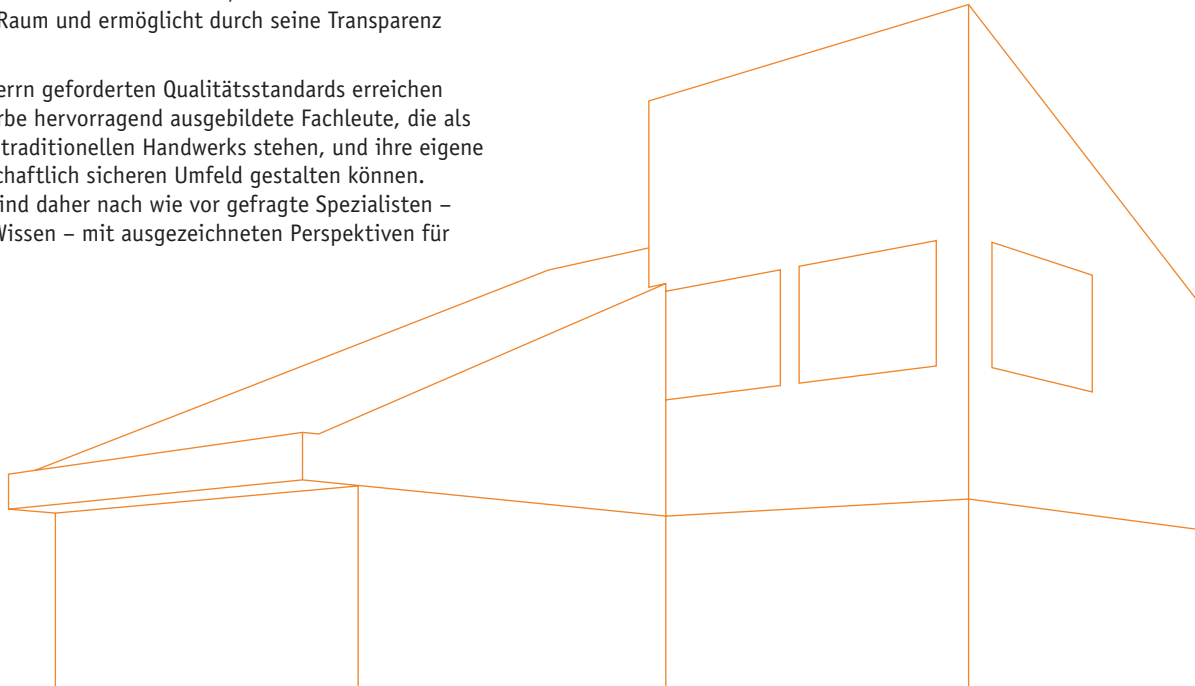 Raum und ermöglicht durch seine Transparenz
errn geforderten Qualitätsstandards erreichen
rbe hervorragend ausgebildete Fachleute, die als
traditionellen Handwerks stehen, und ihre eigene
chaftlich sicheren Umfeld gestalten können.
ind daher nach wie vor gefragte Spezialisten –
Wissen – mit ausgezeichneten Perspektiven für